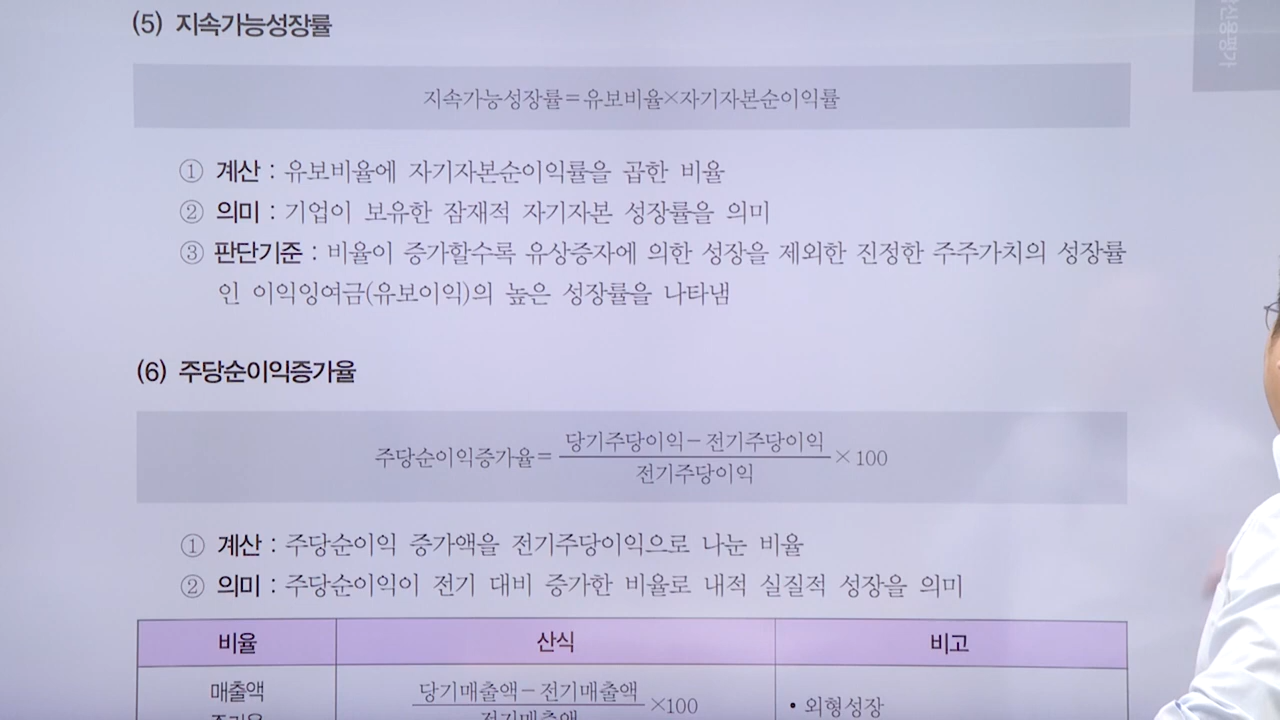 신용평가
(5) 지속가능성장률
지속가능성장률=유보비율×자기자본순이익률
① 계산 : 유보비율에 자기자본순이익률을 곱한 비율
② 의미 : 기업이 보유한 잠재적 자기자본 성장률을 의미
③ 판단기준 : 비율이 증가할수록 유상증자에 의한 성장을 제외한 진정한 주주가치의 성장률
인 이익잉여금(유보이익)의 높은 성장률을 나타냄
(6) 주당순이익증가율
주당순이익증가율= 당기주당이익-전기주당이익 ×100
전기주당이익
① 계산 : 주당순이익 증가액을 전기주당이익으로 나눈 비율
② 의미 : 주당순이익이 전기 대비 증가한 비율로 내적 실질적 성장을 의미
비율 산식 비고
매출액 당기매출액-전기매출액 ×100 • 외형성장